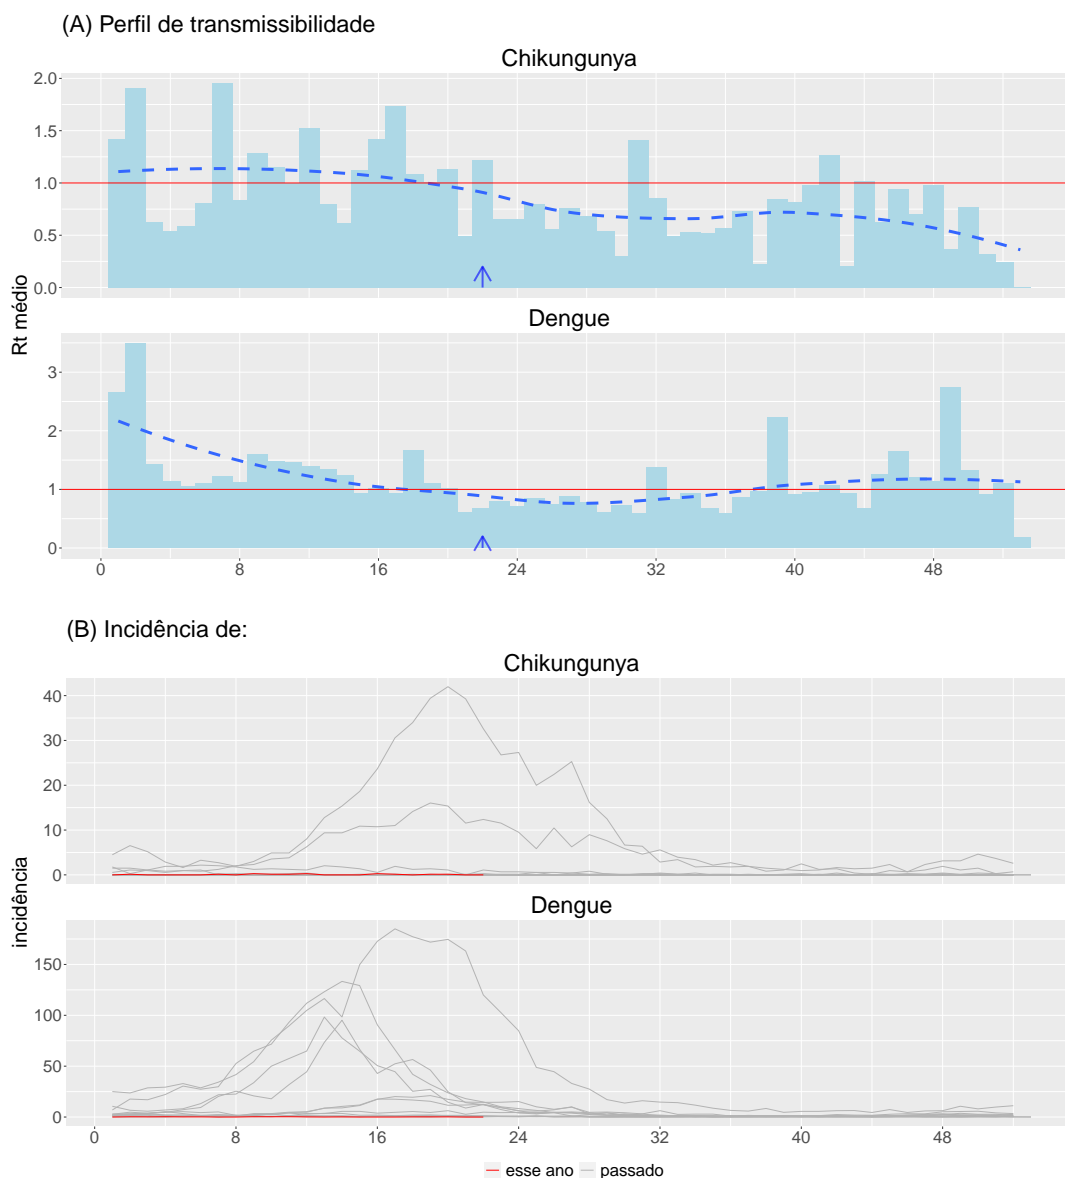 (A) Perfil de transmissibilidade
Chikungunya
2.0
1.5
1.0
0.5
0.0
Rt médio
Dengue
3
2
1
0
0 8 16 24 32 40 48
(B) Incidência de:
Chikungunya
40
30
20
10
0
incidência
Dengue
150
100
50
0
0 8 16 24 32 40 48
esse ano passado